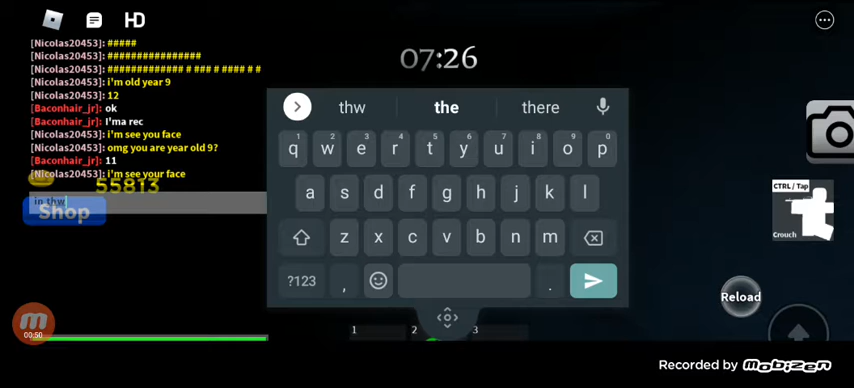 HD
[Nicolas20453]: #####
[Nicolas20453]: ################
[Nicolas20453]: ############# # ### # #### # #
[Nicolas20453]: i'm old year 9
[Nicolas20453]: 12
[Baconhair_jr]: ok
[Baconhair_jr]: I'ma rec
[Nicolas20453]: i'm see you face
[Nicolas20453]: omg you are year old 9?
[Baconhair_jr]: 11
[Nicolas20453]: i'm see your face
55813
in thw
Shop
07:26
thw the there
1 2 3 4 5 6 7 8 9 0
q w e r t y u i o p
a s d f g h j k l
z x c v b n m
?123 , .
CTRL / Tap
Crouch
Reload
1 2 3
00:50
Recorded by mobizen